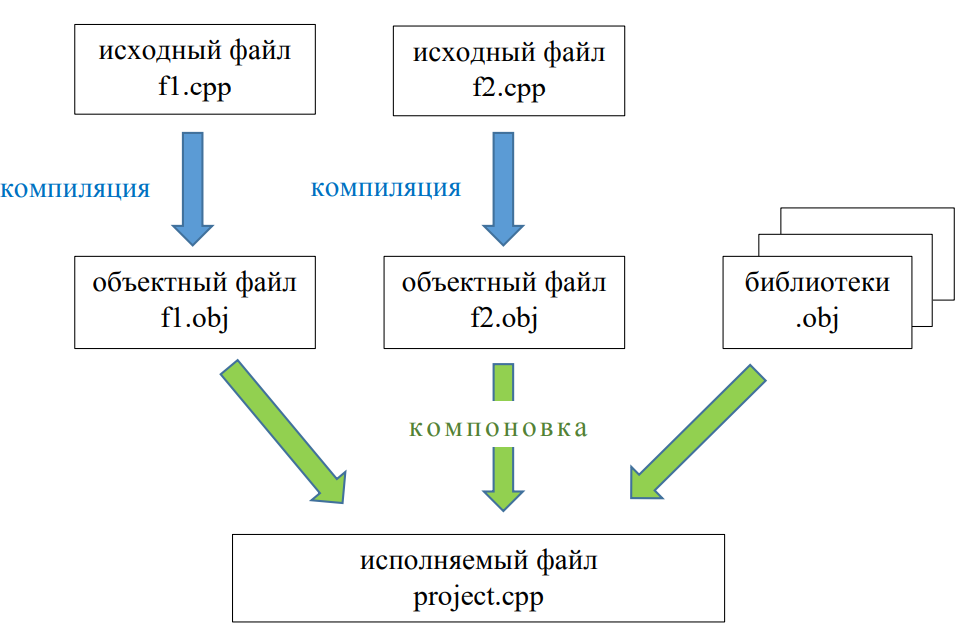 исходный файл
f1.cpp
исходный файл
f2.cpp
компиляция
компиляция
объектный файл
f1.obj
объектный файл
f2.obj
библиотеки
.obj
компоновка
исполняемый файл
project.cpp